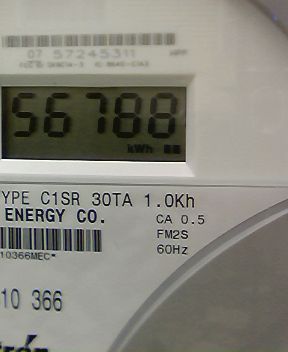 07 57245311
56788
kWh
YPE C1SR 30TA 1.0Kh
ENERGY CO.
CA 0.5
FM2S
60Hz
10366MEC*
10 366